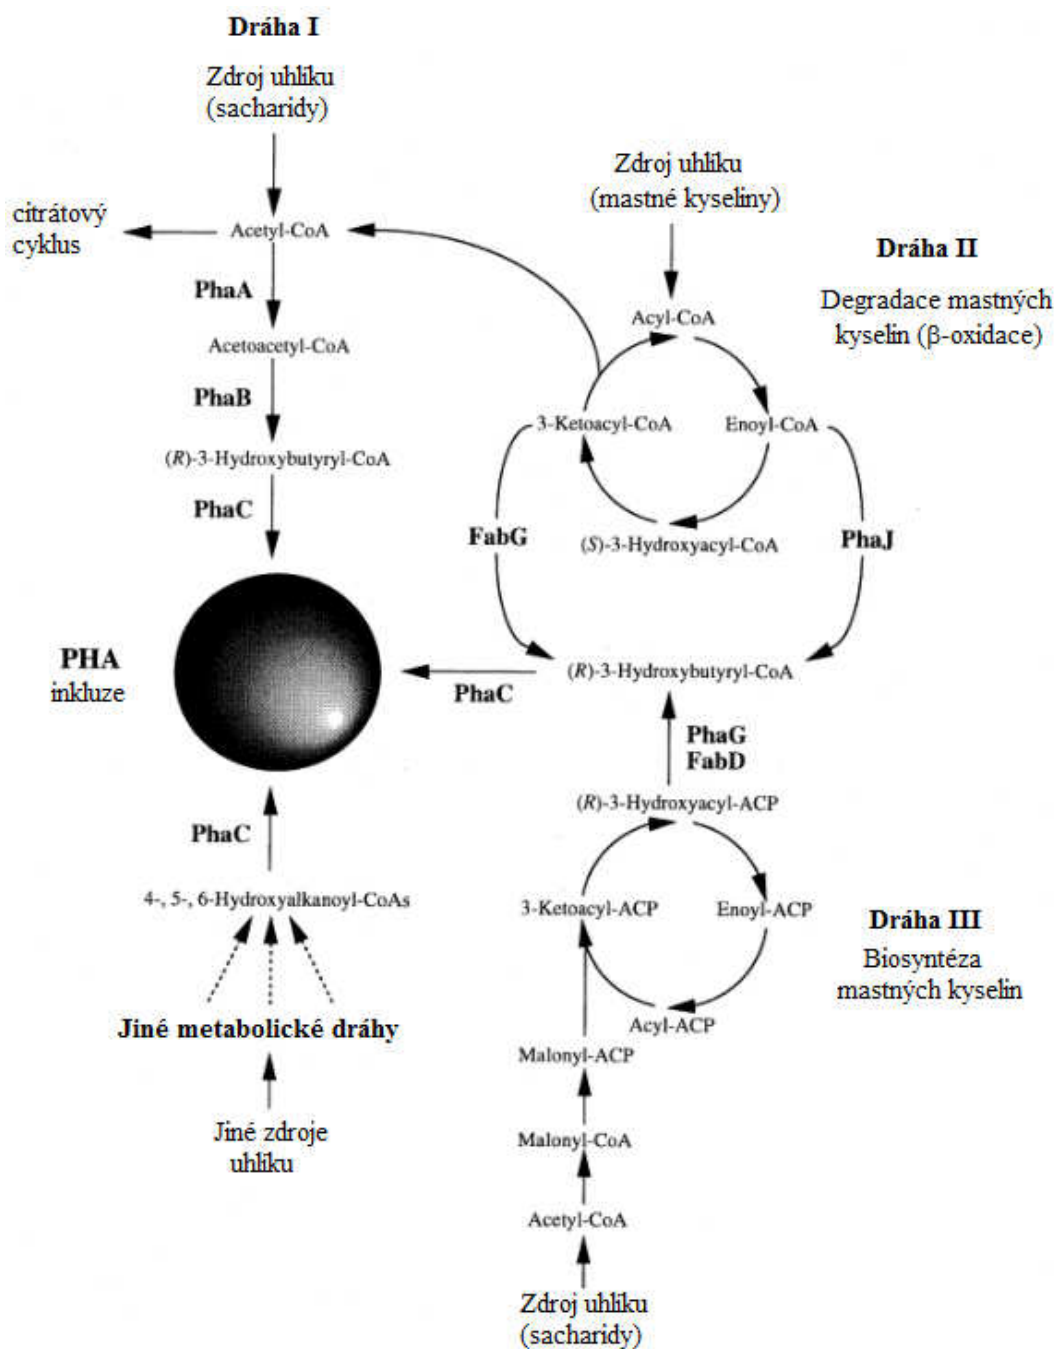 Dráha I
Zdroj uhlíku
(sacharidy)
citrátový
cyklus
Acetyl-CoA
PhaA
Acetoacetyl-CoA
PhaB
(R)-3-Hydroxybutyryl-CoA
PhaC
PHA
inkluze
Zdroj uhlíku
(mastné kyseliny)
Dráha II
Degradace mastných
kyselin (β-oxidace)
Acyl-CoA
3-Ketoacyl-CoA
Enoyl-CoA
FabG
(S)-3-Hydroxyacyl-CoA
PhaJ
(R)-3-Hydroxybutyryl-CoA
PhaC
PhaG
FabD
(R)-3-Hydroxyacyl-ACP
3-Ketoacyl-ACP
Enoyl-ACP
Dráha III
Biosyntéza
mastných kyselin
Acyl-ACP
Malonyl-ACP
Malonyl-CoA
Acetyl-CoA
Zdroj uhlíku
(sacharidy)
PhaC
4-, 5-, 6-Hydroxyalkanoyl-CoAs
Jiné metabolické dráhy
Jiné zdroje
uhlíku